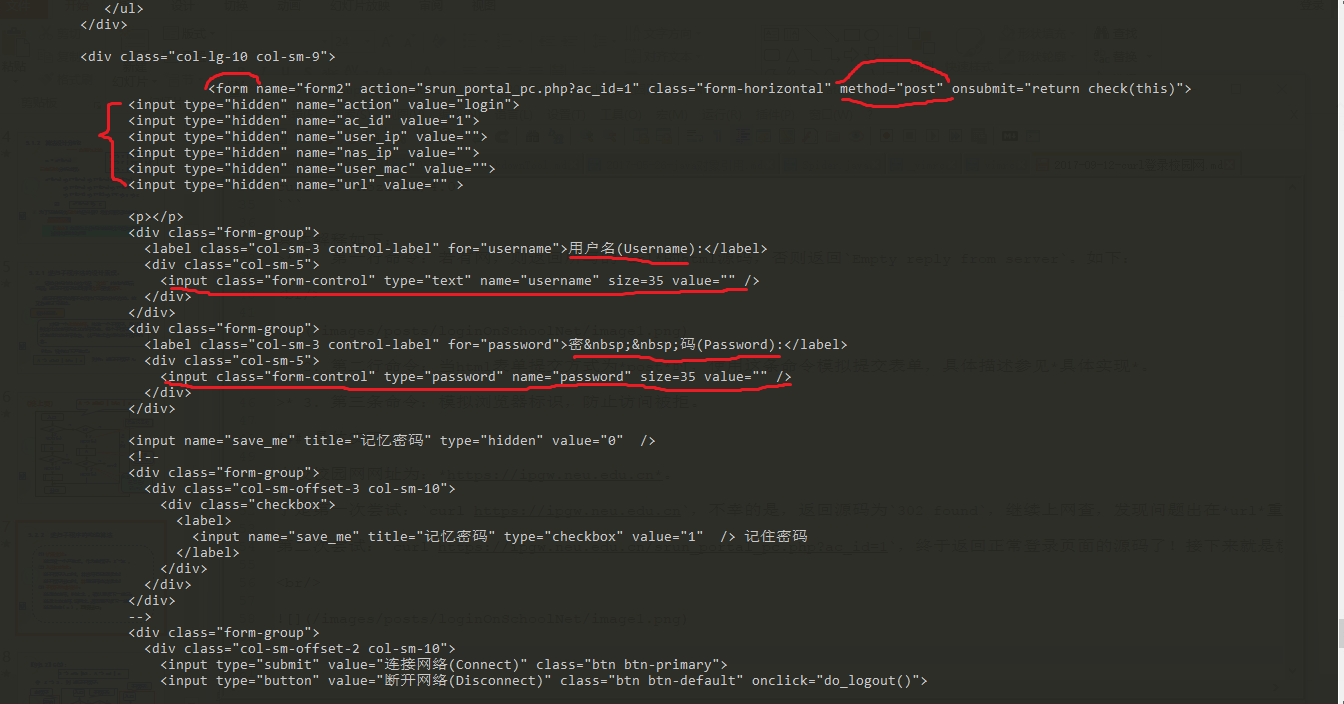 </ul>
</div>
<div class="col-lg-10 col-sm-9">
<form name="form2" action="srun_portal_pc.php?ac_id=1" class="form-horizontal" method="post" onsubmit="return check(this)">
<input type="hidden" name="action" value="login">
<input type="hidden" name="ac_id" value="1">
<input type="hidden" name="user_ip" value="">
<input type="hidden" name="nas_ip" value="">
<input type="hidden" name="user_mac" value="">
<input type="hidden" name="url" value="" >
<p></p>
<div class="form-group">
<label class="col-sm-3 control-label" for="username">用户名(Username):</label>
<div class="col-sm-5">
<input class="form-control" type="text" name="username" size=35 value="" />
</div>
</div>
<div class="form-group">
<label class="col-sm-3 control-label" for="password">密&nbsp;&nbsp;码(Password):</label>
<div class="col-sm-5">
<input class="form-control" type="password" name="password" size=35 value="" />
</div>
</div>
<input name="save_me" title="记忆密码" type="hidden" value="0"  />
<!--
<div class="form-group">
<div class="col-sm-offset-3 col-sm-10">
<div class="checkbox">
<label>
<input name="save_me" title="记忆密码" type="checkbox" value="1"  /> 记住密码
</label>
</div>
</div>
</div>
-->
<div class="form-group">
<div class="col-sm-offset-2 col-sm-10">
<input type="submit" value="连接网络(Connect)" class="btn btn-primary">
<input type="button" value="断开网络(Disconnect)" class="btn btn-default" onclick="do_logout()">